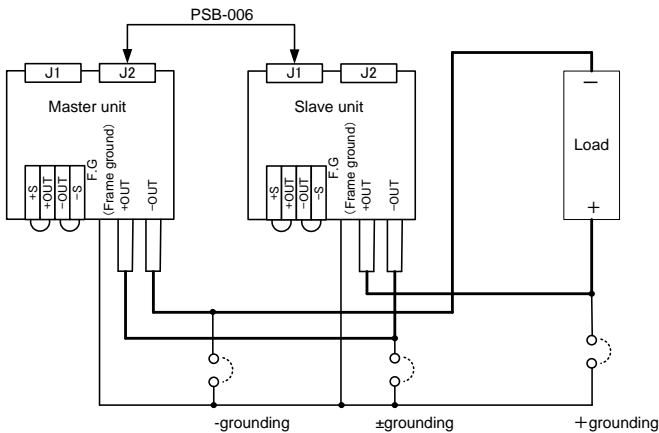 PSB-006
J1
J2
J1
J2
Master unit
Slave unit
Load
−
+
+S
+OUT
−OUT
−S
F.G
(Frame ground)
+OUT
−OUT
+S
+OUT
−OUT
−S
F.G
(Frame ground)
+OUT
−OUT
-grounding
±grounding
＋grounding